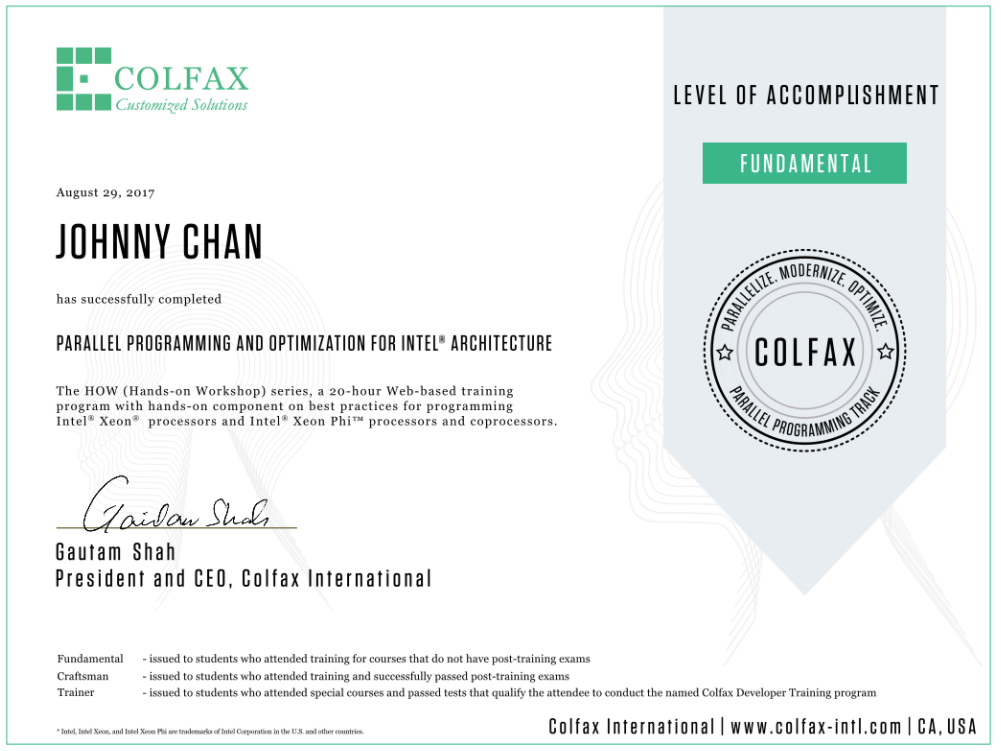 COLFAX
Customized Solutions
LEVEL OF ACCOMPLISHMENT
FUNDAMENTAL
August 29, 2017
JOHNNY CHAN
has successfully completed
PARALLEL PROGRAMMING AND OPTIMIZATION FOR INTEL® ARCHITECTURE
The HOW (Hands-on Workshop) series, a 20-hour Web-based training
program with hands-on component on best practices for programming
Intel® Xeon® processors and Intel® Xeon Phi™ processors and coprocessors.
PARALLELIZE. MODERNIZE. OPTIMIZE.
COLFAX
PARALLEL PROGRAMMING TRACK
Gautam Shah
Gautam Shah
President and CEO, Colfax International
Fundamental - issued to students who attended training for courses that do not have post-training exams
Craftsman - issued to students who attended training and successfully passed post-training exams
Trainer - issued to students who attended special courses and passed tests that qualify the attendee to conduct the named Colfax Developer Training program
* Intel, Intel Xeon, and Intel Xeon Phi are trademarks of Intel Corporation in the U.S. and other countries.
Colfax International | www.colfax-intl.com | CA, USA